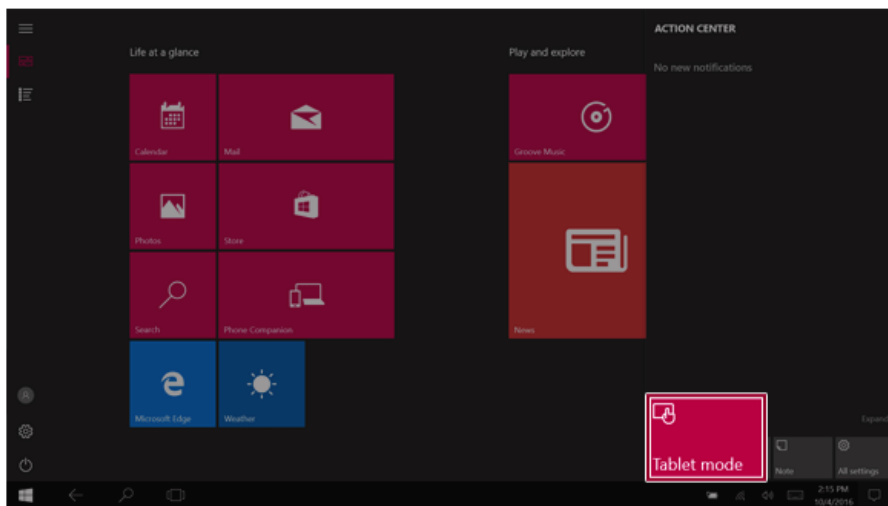 ACTION CENTER
Life at a glance
Play and explore
No new notifications
Calendar
Mail
Groove Music
Photos
Store
Search
Phone Companion
News
Microsoft Edge
Weather
Expand
Tablet mode
Note
All settings
2:15 PM
10/4/2016